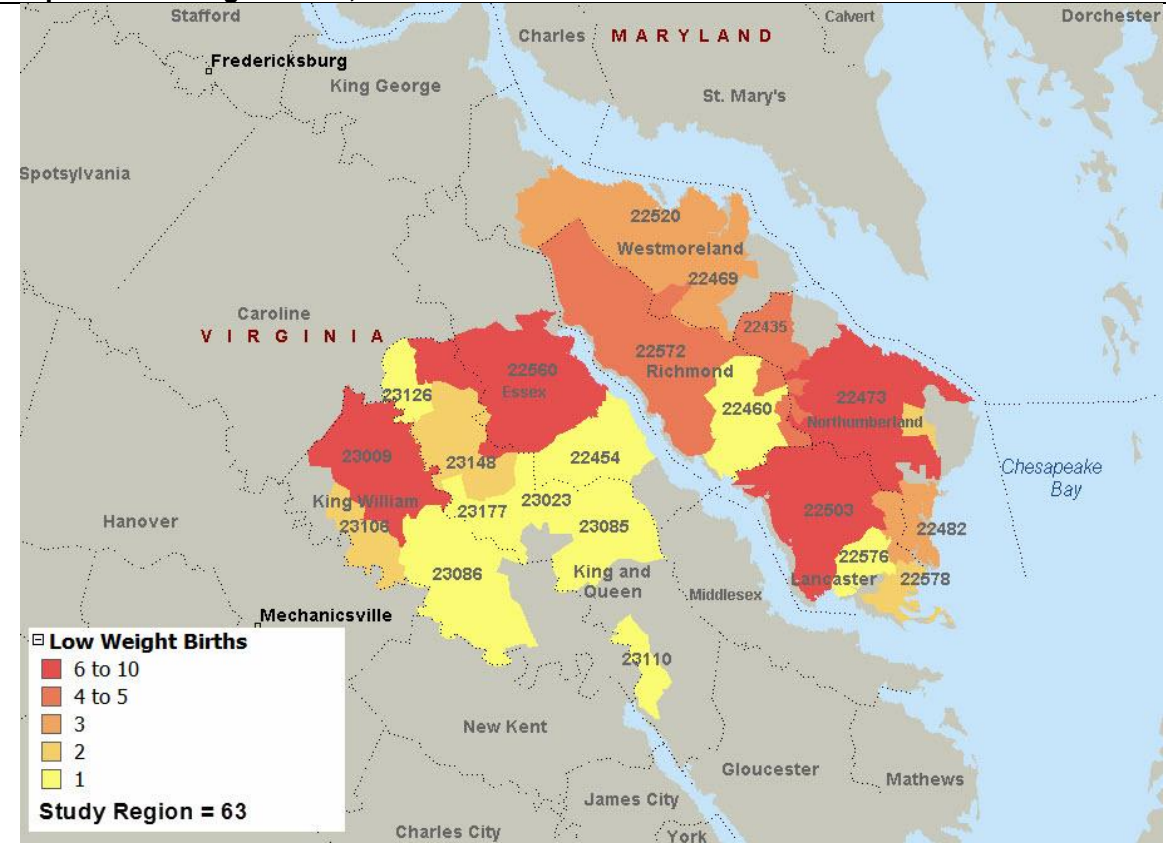 Stafford
Calvert
Dorchester
Charles
MARYLAND
Fredericksburg
King George
St. Mary's
Spotsylvania
22520
Westmoreland
22469
Caroline
VIRGINIA
22435
22572
Richmond
22560
Essex
23126
22460
22473
Northumberland
23009
23148
22454
Chesapeake
Bay
King William
23177
23023
22503
Hanover
23085
22482
22576
23086
King and
Queen
Lancaster
22578
Middlesex
Mechanicsville
23110
New Kent
Gloucester
Mathews
James City
Charles City
York
Low Weight Births
6 to 10
4 to 5
3
2
1
Study Region = 63